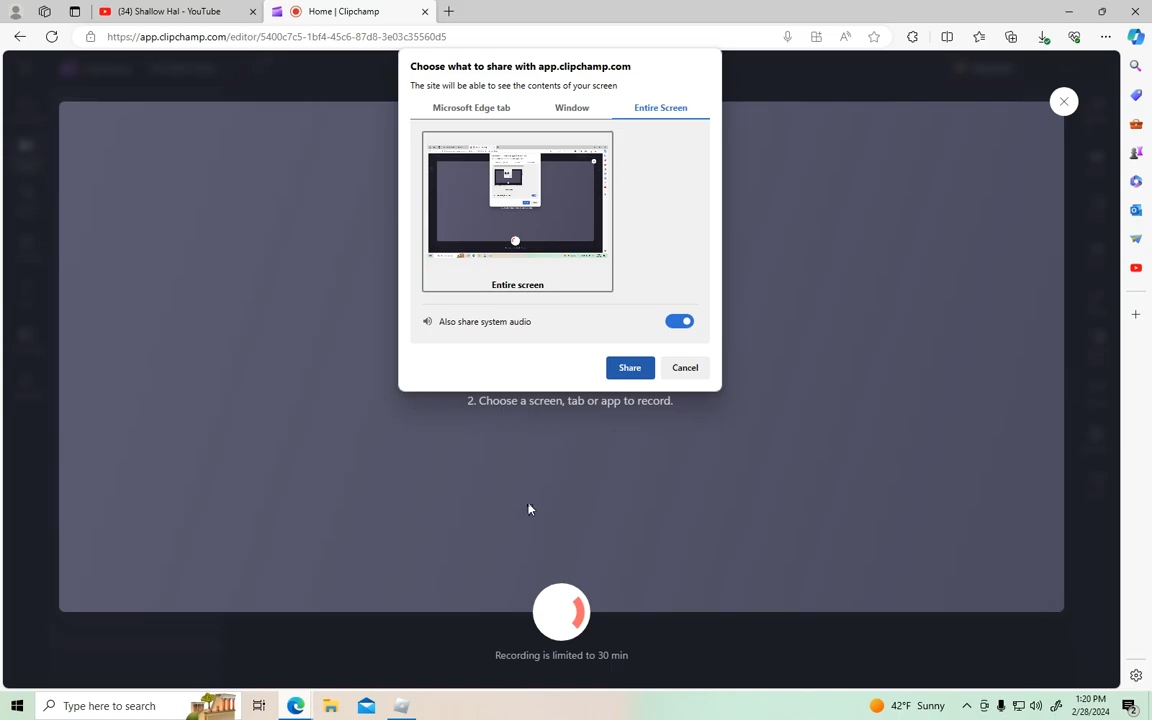 (34) Shallow Hal - YouTube
Home | Clipchamp
https://app.clipchamp.com/editor/5400c7c5-1bf4-45c6-87d8-3e03c35560d5
Choose what to share with app.clipchamp.com
The site will be able to see the contents of your screen
Microsoft Edge tab Window Entire Screen
Entire screen
Also share system audio
Share Cancel
2. Choose a screen, tab or app to record.
Recording is limited to 30 min
Type here to search
42°F Sunny
1:20 PM
2/28/2024
2